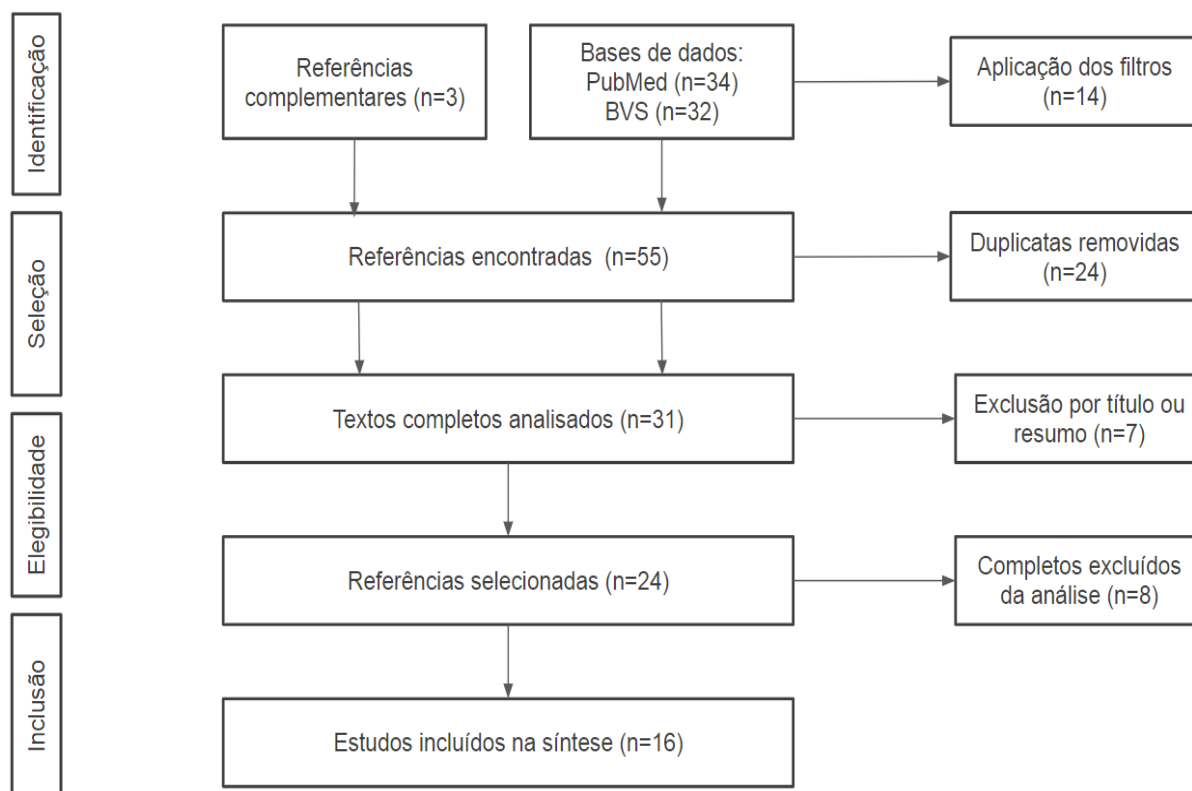 Identificação
Referências
complementares (n=3)
Bases de dados:
PubMed (n=34)
BVS (n=32)
Aplicação dos filtros
(n=14)
Seleção
Referências encontradas (n=55)
Duplicatas removidas
(n=24)
Textos completos analisados (n=31)
Exclusão por título ou
resumo (n=7)
Elegibilidade
Referências selecionadas (n=24)
Completos excluídos
da análise (n=8)
Inclusão
Estudos incluídos na síntese (n=16)